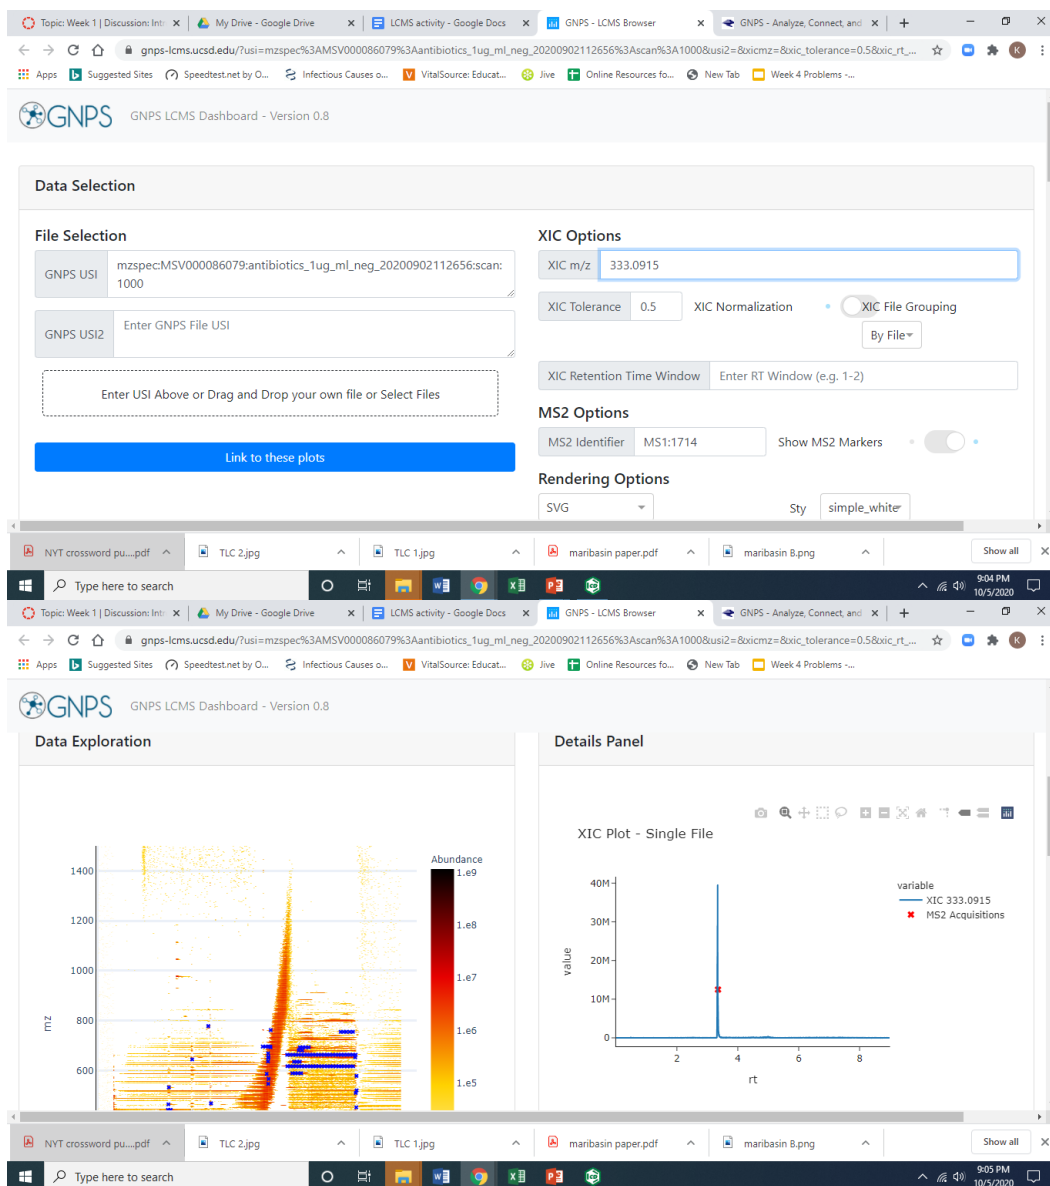 Topic: Week 1 | Discussion: Intr
My Drive - Google Drive
LCMS activity - Google Docs
GNPS - LCMS Browser
GNPS - Analyze, Connect, and
gnps-lcms.ucsd.edu/?usi=mzspec%3AMSV000086079%3Aantibiotics_1ug_ml_neg_20200902112656%3Ascan%3A1000&usi2=&xicmz=&xic_tolerance=0.5&xic_rt_...
K
Apps
Suggested Sites
Speedtest.net by O...
Infectious Causes o...
VitalSource: Educat...
Jive
Online Resources fo...
New Tab
Week 4 Problems -...
GNPS
GNPS LCMS Dashboard - Version 0.8
Data Selection
File Selection
GNPS USI
mzspec:MSV000086079:antibiotics_1ug_ml_neg_20200902112656:scan:
1000
GNPS USI2
Enter GNPS File USI
Enter USI Above or Drag and Drop your own file or Select Files
Link to these plots
XIC Options
XIC m/z 333.0915
XIC Tolerance 0.5 XIC Normalization XIC File Grouping
By File
XIC Retention Time Window Enter RT Window (e.g. 1-2)
MS2 Options
MS2 Identifier MS1:1714 Show MS2 Markers
Rendering Options
SVG Sty simple_white
NYT crossword pu....pdf
TLC 2.jpg
TLC 1.jpg
maribasin paper.pdf
maribasin B.png
Show all
Type here to search
9:04 PM
10/5/2020
Topic: Week 1 | Discussion: Intr
My Drive - Google Drive
LCMS activity - Google Docs
GNPS - LCMS Browser
GNPS - Analyze, Connect, and
gnps-lcms.ucsd.edu/?usi=mzspec%3AMSV000086079%3Aantibiotics_1ug_ml_neg_20200902112656%3Ascan%3A1000&usi2=&xicmz=&xic_tolerance=0.5&xic_rt_...
K
Apps
Suggested Sites
Speedtest.net by O...
Infectious Causes o...
VitalSource: Educat...
Jive
Online Resources fo...
New Tab
Week 4 Problems -...
GNPS
GNPS LCMS Dashboard - Version 0.8
Data Exploration
Abundance
1.e9
1.e8
1.e7
1.e6
1.e5
1400
1200
1000
800
600
mz
Details Panel
XIC Plot - Single File
variable
XIC 333.0915
MS2 Acquisitions
40M
30M
20M
10M
0
value
2 4 6 8
rt
NYT crossword pu....pdf
TLC 2.jpg
TLC 1.jpg
maribasin paper.pdf
maribasin B.png
Show all
Type here to search
9:05 PM
10/5/2020